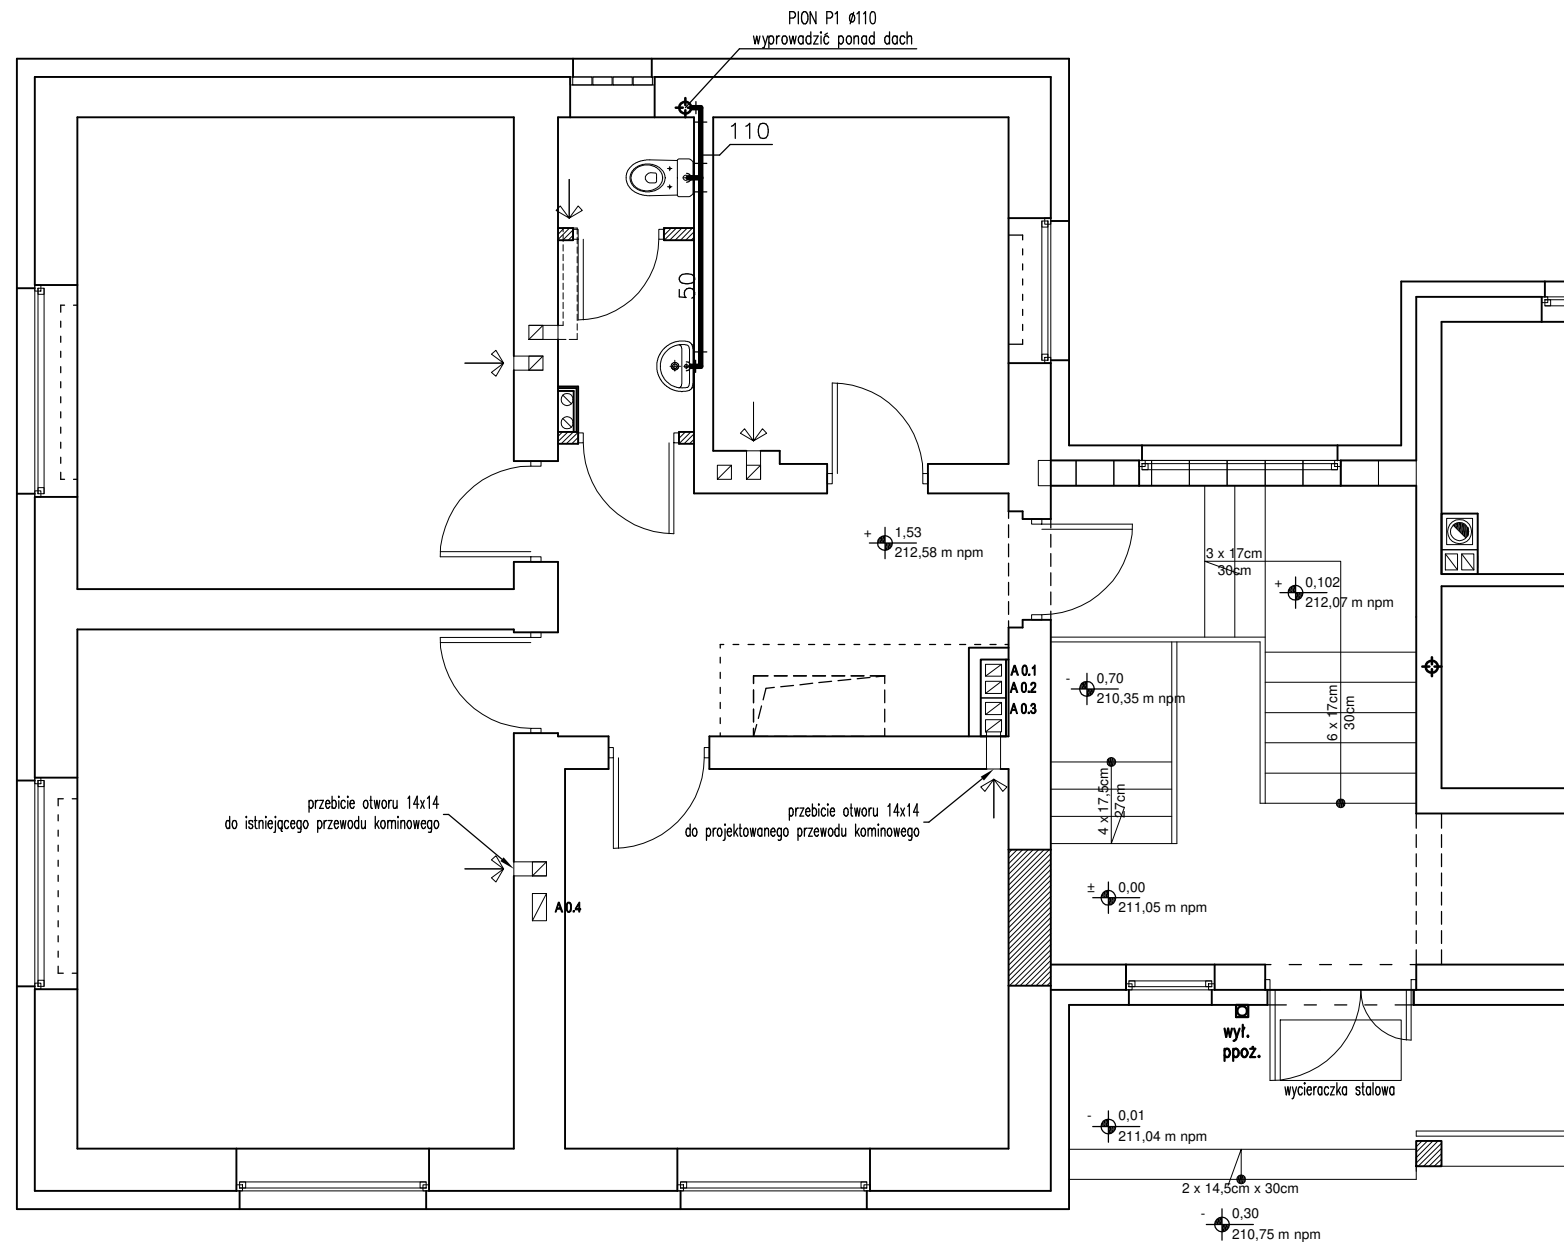 PION P1 ø110
wyprowadzić ponad dach
110
50
+ 1,53
212,58 m npm
3 x 17cm
30cm
+ 0,102
212,07 m npm
A 0.1
A 0.2
A 0.3
- 0,70
210,35 m npm
6 x 17cm
30cm
4 x 17,5cm
27cm
przebicie otworu 14x14
do istniejącego przewodu kominowego
przebicie otworu 14x14
do projektowanego przewodu kominowego
A 0.4
± 0,00
211,05 m npm
wył.
ppoż.
wycieraczka stalowa
- 0,01
211,04 m npm
2 x 14,5cm x 30cm
- 0,30
210,75 m npm